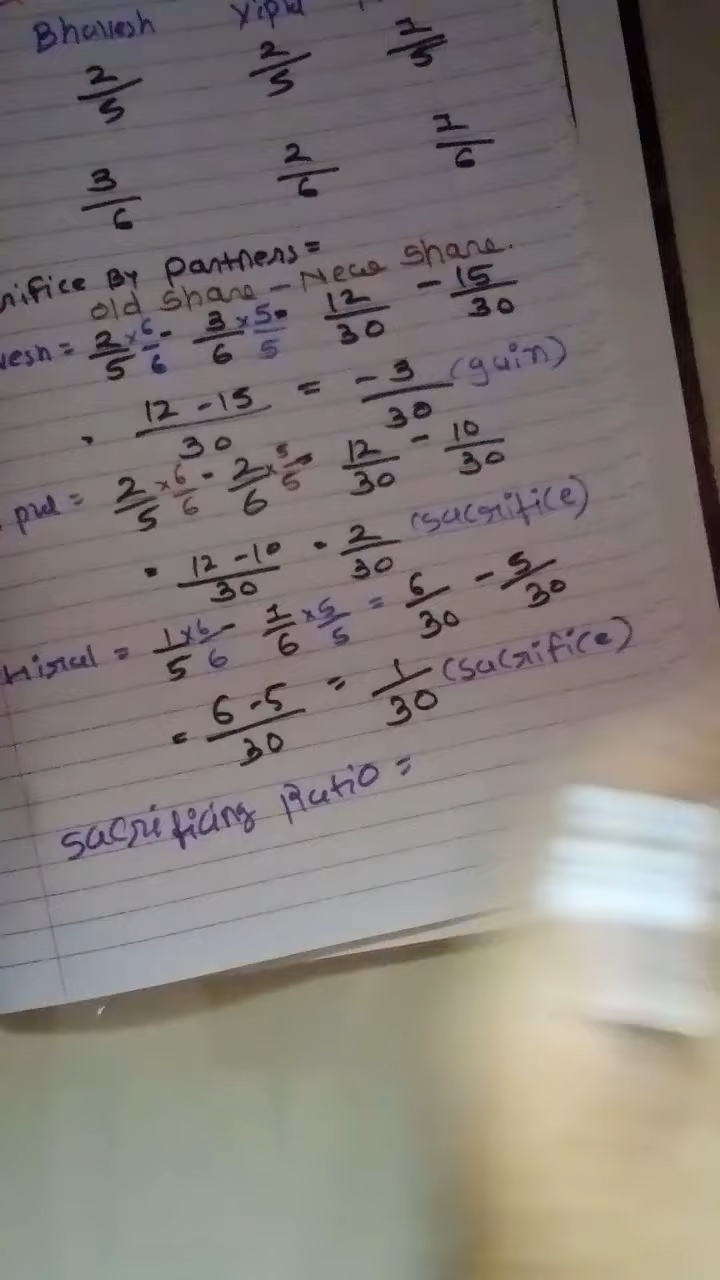 Bhavesh Vipul
2/5 2/5 1/5
3/6 2/6 1/6
rifice By Partners =
old share - New share.
vesh = 2/5 × 6/6 - 3/6 × 5/5 = 12/30 - 15/30
= 12 - 15/30 = -3/30 (gain)
pul = 2/5 × 6/6 - 2/6 × 5/5 = 12/30 - 10/30
= 12 - 10/30 = 2/30 (sacrifice)
= 1/5 × 6/6 - 1/6 × 5/5 = 6/30 - 5/30
= 6 - 5/30 = 1/30 (sacrifice)
Sacrificing Ratio =